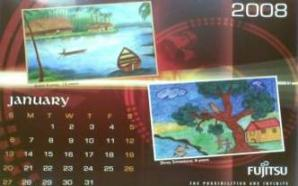 2008
JANUARY
S M T W T F S
1 2 3 4 5
6 7 8 9 10 11 12
13 14 15 16 17 18 19
20 21 22 23 24 25 26
27 28 29 30 31
FUJITSU
THE POSSIBILITIES ARE INFINITE